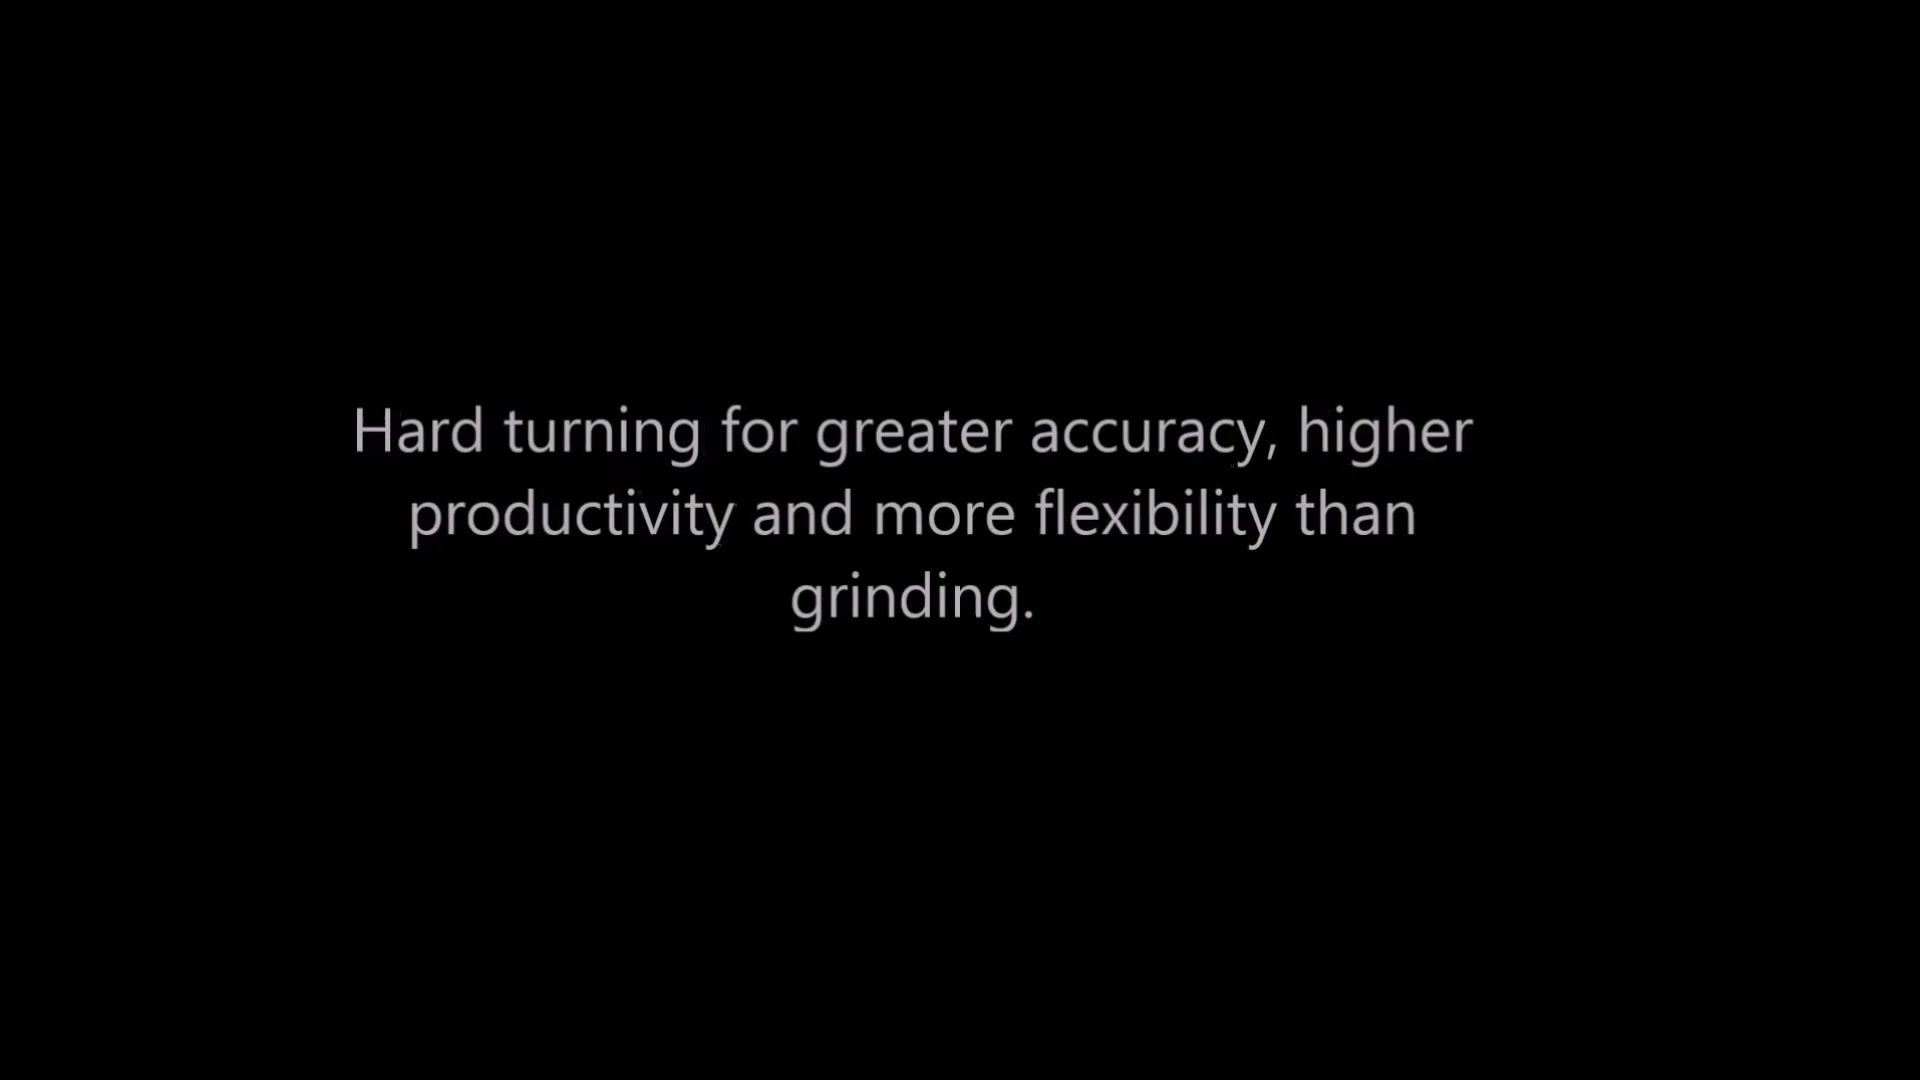 Hard turning for greater accuracy, higher
productivity and more flexibility than
grinding.